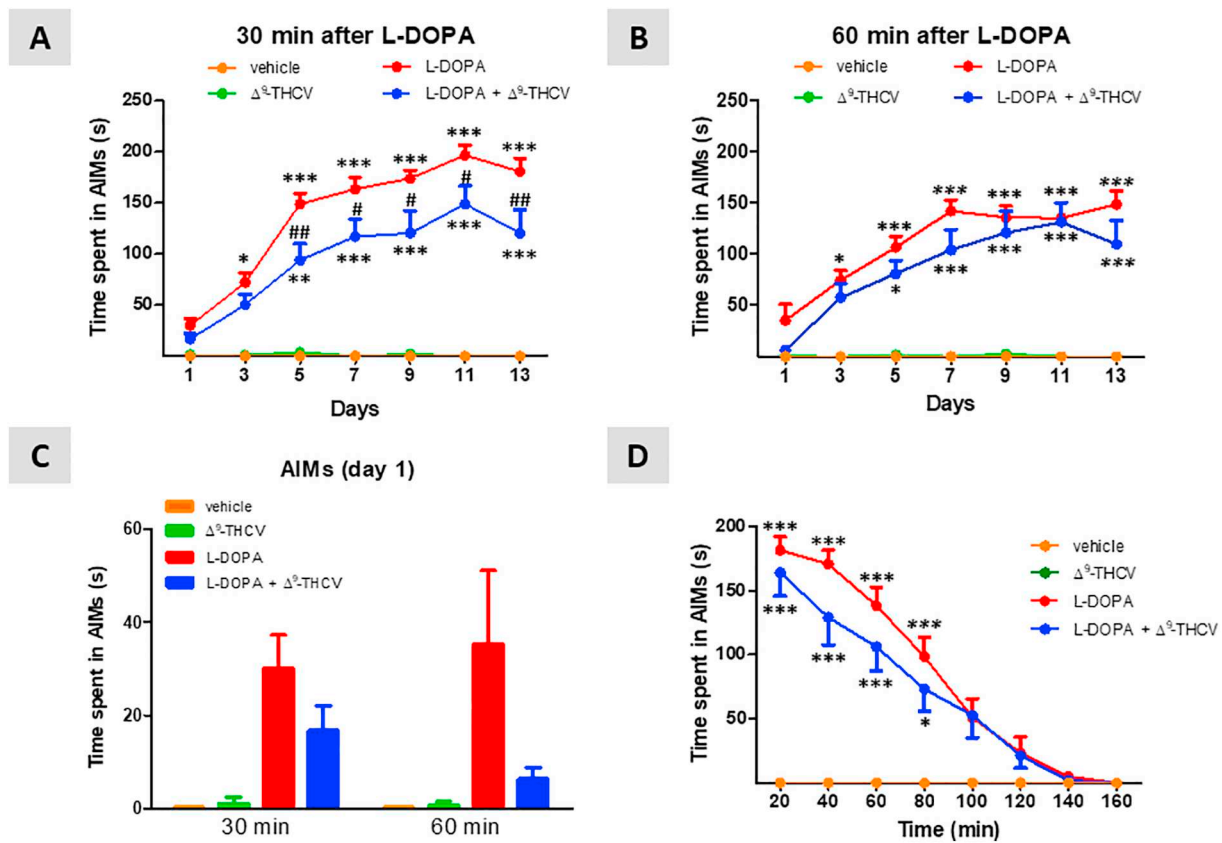 A
30 min after L-DOPA
vehicle
L-DOPA
Δ⁹-THCV
L-DOPA + Δ⁹-THCV
Time spent in AIMs (s)
250
200
150
100
50
***
***
***
***
***
*
#
#
#
##
##
**
***
***
***
***
1 3 5 7 9 11 13
Days
B
60 min after L-DOPA
vehicle
L-DOPA
Δ⁹-THCV
L-DOPA + Δ⁹-THCV
Time spent in AIMs (s)
250
200
150
100
50
***
***
***
***
***
*
*
***
***
***
***
1 3 5 7 9 11 13
Days
C
AIMs (day 1)
vehicle
Δ⁹-THCV
L-DOPA
L-DOPA + Δ⁹-THCV
Time spent in AIMs (s)
60
40
20
0
30 min 60 min
D
vehicle
Δ⁹-THCV
L-DOPA
L-DOPA + Δ⁹-THCV
Time spent in AIMs (s)
200
150
100
50
***
***
***
***
***
***
***
*
20 40 60 80 100 120 140 160
Time (min)